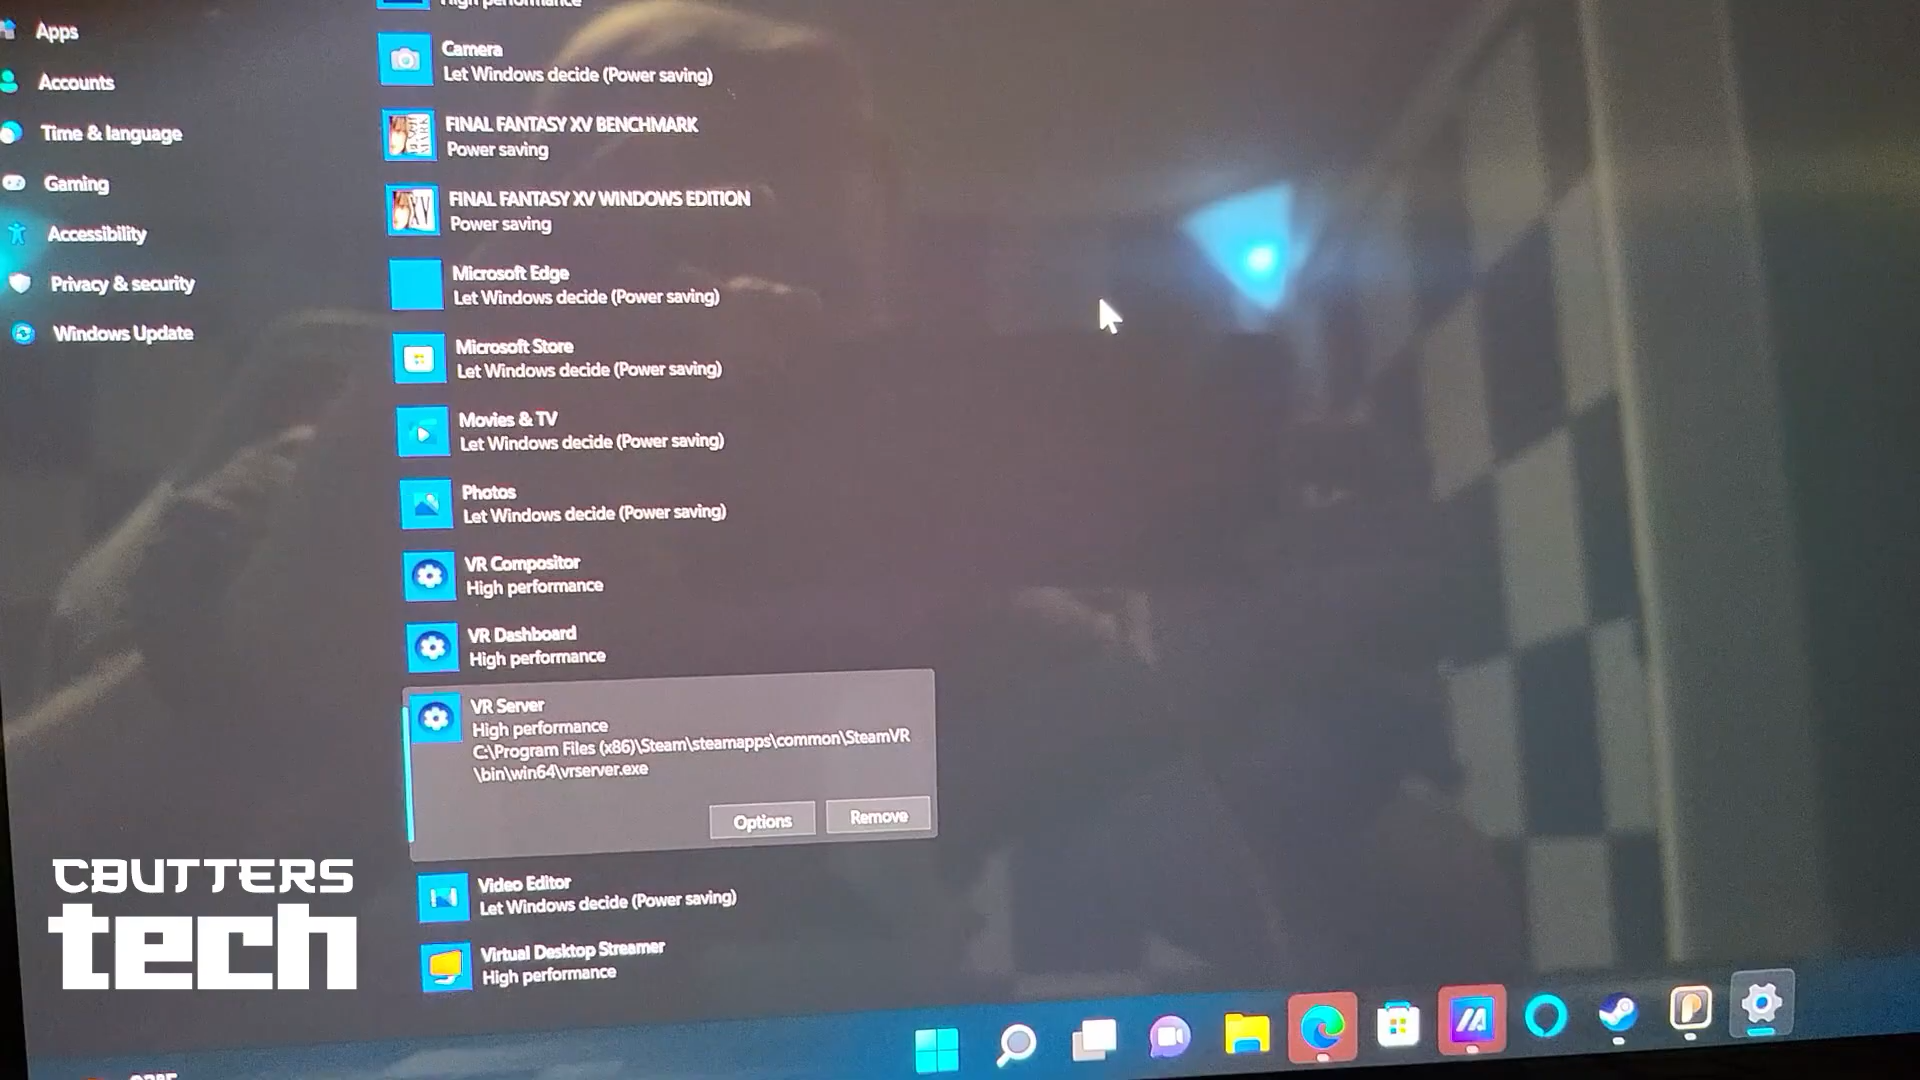 Apps
Accounts
Time & language
Gaming
Accessibility
Privacy & security
Windows Update
High performance
Camera
Let Windows decide (Power saving)
FINAL FANTASY XV BENCHMARK
Power saving
FINAL FANTASY XV WINDOWS EDITION
Power saving
Microsoft Edge
Let Windows decide (Power saving)
Microsoft Store
Let Windows decide (Power saving)
Movies & TV
Let Windows decide (Power saving)
Photos
Let Windows decide (Power saving)
VR Compositor
High performance
VR Dashboard
High performance
VR Server
High performance
C:\Program Files (x86)\Steam\steamapps\common\SteamVR
\bin\win64\vrserver.exe
Options
Remove
Video Editor
Let Windows decide (Power saving)
Virtual Desktop Streamer
High performance
CBUTTERS
tech